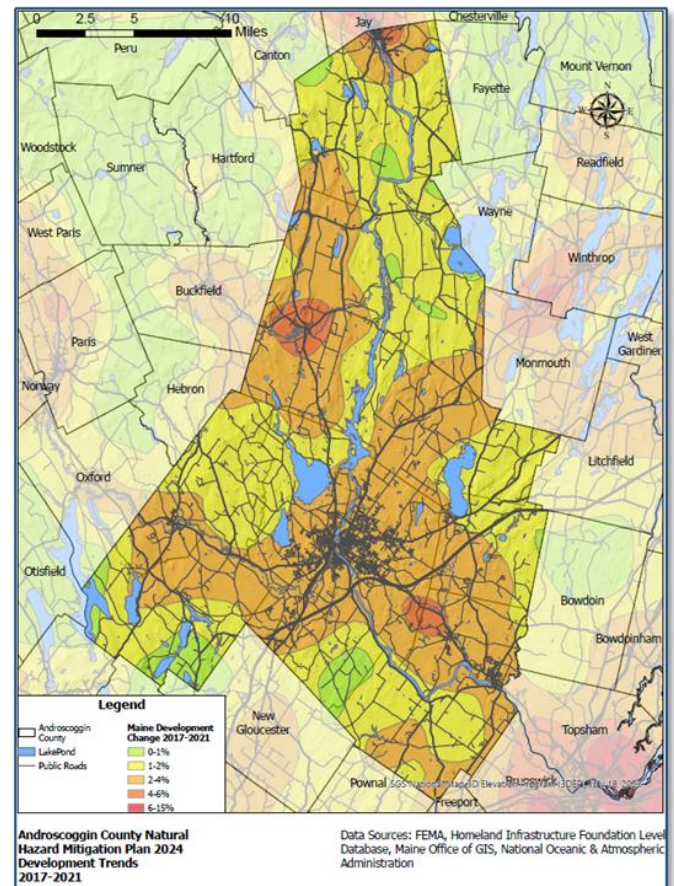 0 2.5 5 10
Miles
Jay
Chesterville
Peru
Canton
Mount Vernon
Fayette
N
W E
S
Woodstock
Sumner
Hartford
Readfield
Wayne
West Paris
Winthrop
Buckfield
Paris
West
Gardiner
Monmouth
Norway
Hebron
Litchfield
Oxford
Otisfield
Bowdoin
Bowdoinham
Legend
Androscoggin
County
LakePond
Public Roads
Maine Development
Change 2017-2021
0-1%
1-2%
2-4%
4-6%
6-15%
New
Gloucester
Topsham
Pownal
Brunswick
Freeport
Androscoggin County Natural
Hazard Mitigation Plan 2024
Development Trends
2017-2021
Data Sources: FEMA, Homeland Infrastructure Foundation Level
Database, Maine Office of GIS, National Oceanic & Atmospheric
Administration